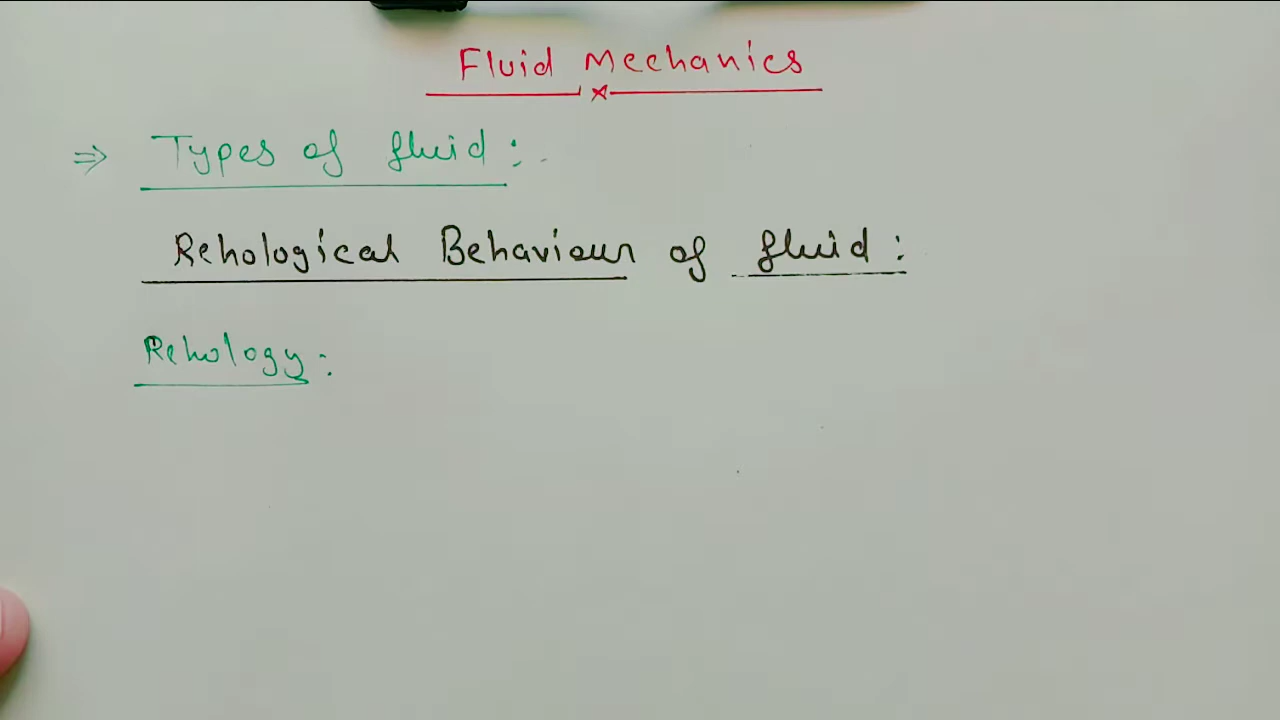 Fluid Mechanics
⇒ Types of fluid:
Rehological Behaviour of fluid:
Rehology: